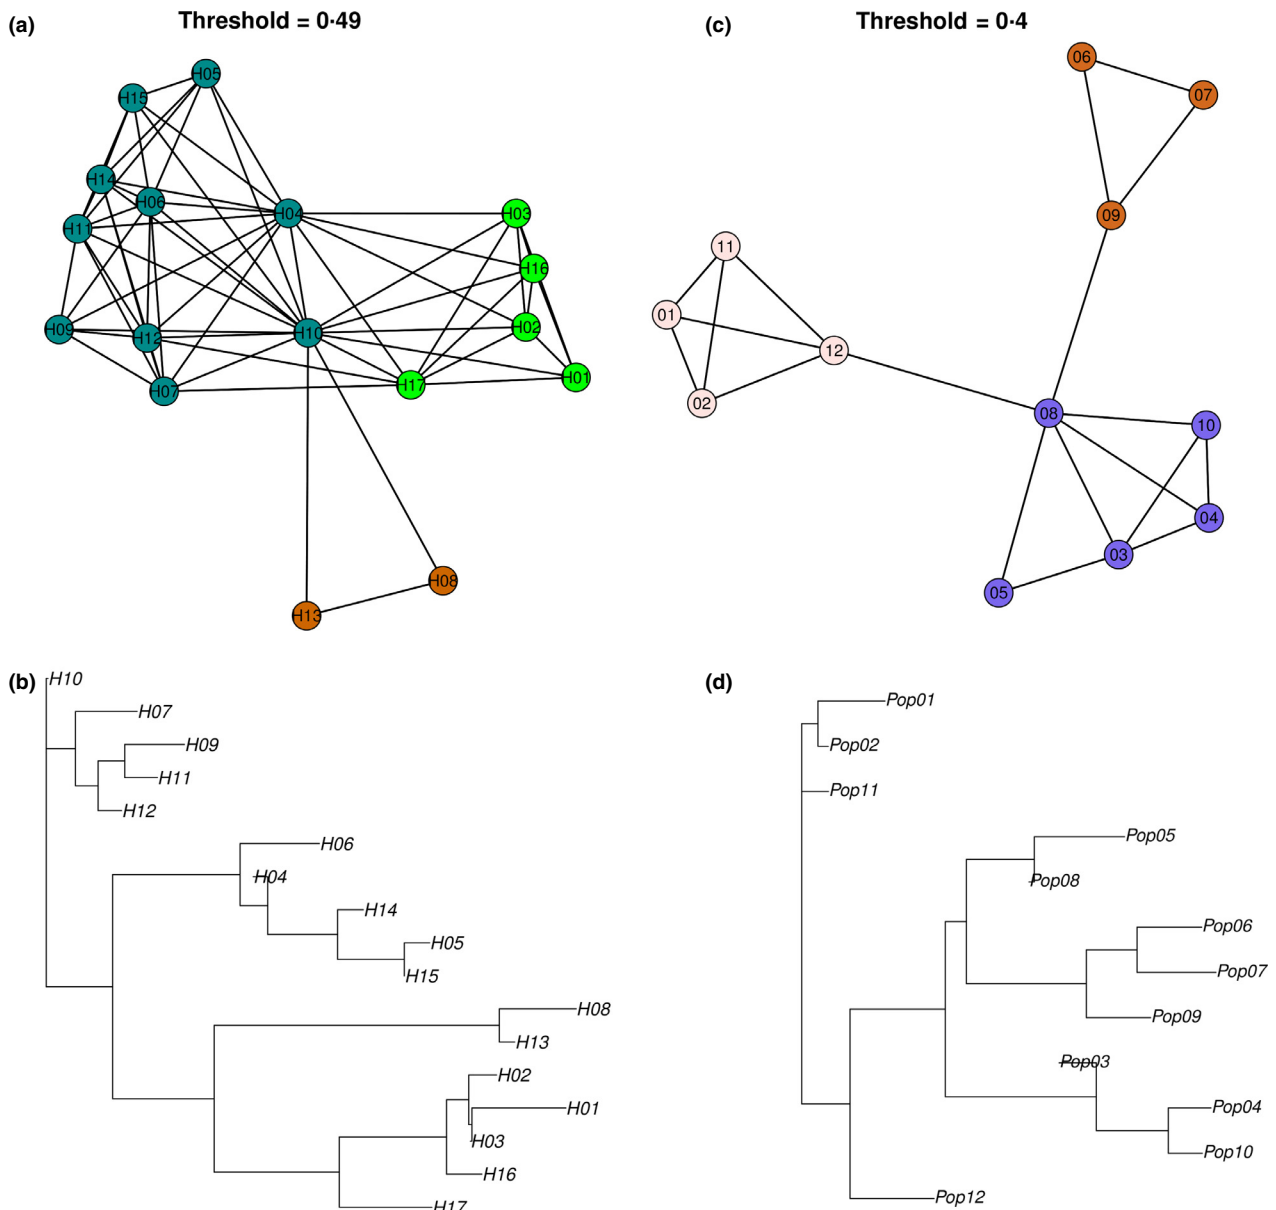 (a)
Threshold = 0·49
H05
H15
H14
H06
H11
H04
H03
H16
H09
H12
H10
H02
H07
H17
H01
H08
H13
(c)
Threshold = 0·4
06
07
09
11
01
12
02
08
10
04
03
05
(b)
H10
H07
H09
H11
H12
H06
H04
H14
H05
H15
H08
H13
H02
H01
H03
H16
H17
(d)
Pop01
Pop02
Pop11
Pop05
Pop08
Pop06
Pop07
Pop09
Pop03
Pop04
Pop10
Pop12